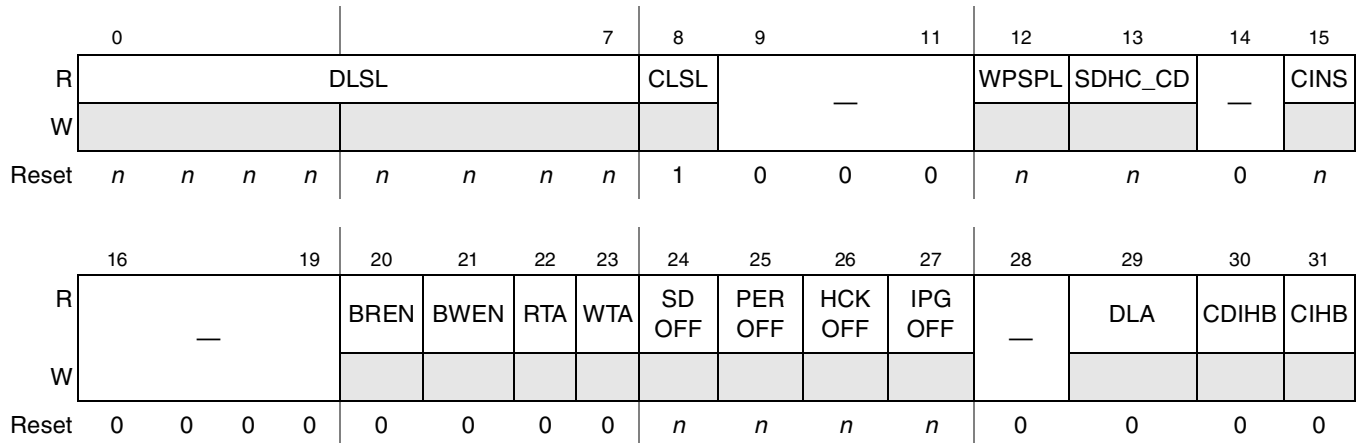 0 7 8 9 11 12 13 14 15
R DLSL CLSL — WPSPL SDHC_CD — CINS
W
Reset n n n n n n n n 1 0 0 0 n n 0 n
16 19 20 21 22 23 24 25 26 27 28 29 30 31
R — BREN BWEN RTA WTA SD OFF PER OFF HCK OFF IPG OFF — DLA CDIHB CIHB
W
Reset 0 0 0 0 0 0 0 0 n n n n 0 0 0 0